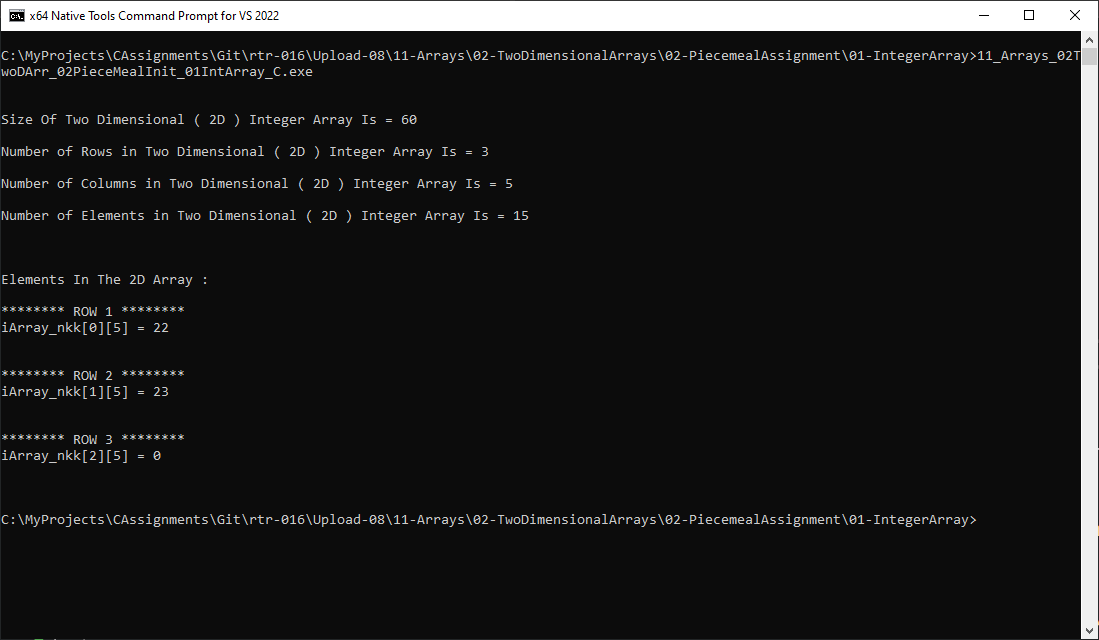 x64 Native Tools Command Prompt for VS 2022
C:\MyProjects\CAssignments\Git\rtr-016\Upload-08\11-Arrays\02-TwoDimensionalArrays\02-PiecemealAssignment\01-IntegerArray>11_Arrays_02T
woDArr_02PieceMealInit_01IntArray_C.exe
Size Of Two Dimensional ( 2D ) Integer Array Is = 60
Number of Rows in Two Dimensional ( 2D ) Integer Array Is = 3
Number of Columns in Two Dimensional ( 2D ) Integer Array Is = 5
Number of Elements in Two Dimensional ( 2D ) Integer Array Is = 15
Elements In The 2D Array :
******** ROW 1 ********
iArray_nkk[0][5] = 22
******** ROW 2 ********
iArray_nkk[1][5] = 23
******** ROW 3 ********
iArray_nkk[2][5] = 0
C:\MyProjects\CAssignments\Git\rtr-016\Upload-08\11-Arrays\02-TwoDimensionalArrays\02-PiecemealAssignment\01-IntegerArray>